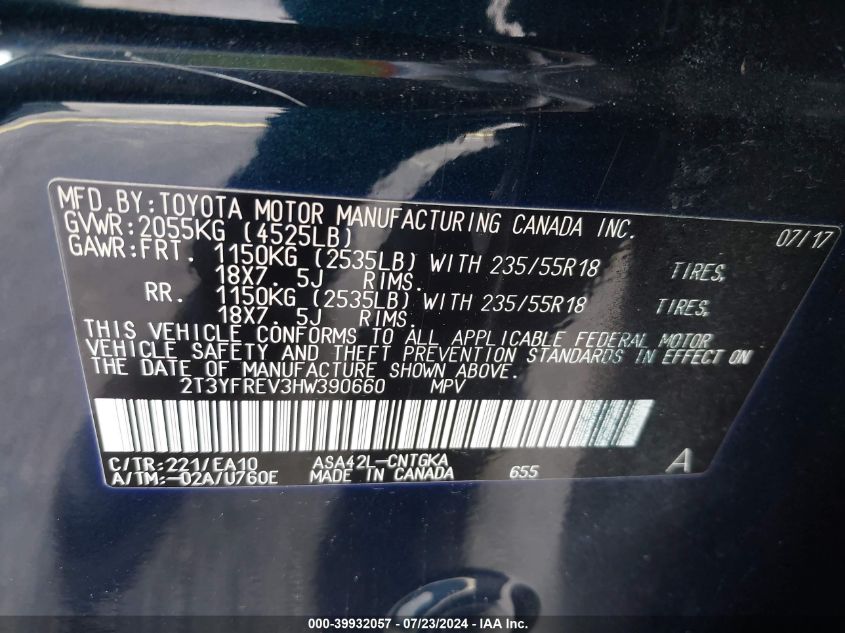 MFD.BY:TOYOTA MOTOR MANUFACTURING CANADA INC. 07/17
GVWR:2055KG (4525LB)
GAWR:FRT. 1150KG (2535LB) WITH 235/55R18 TIRES,
18X7. 5J RIMS.
RR. 1150KG (2535LB) WITH 235/55R18 TIRES,
18X7. 5J RIMS.
THIS VEHICLE CONFORMS TO ALL APPLICABLE FEDERAL MOTOR
VEHICLE SAFETY AND THEFT PREVENTION STANDARDS IN EFFECT ON
THE DATE OF MANUFACTURE SHOWN ABOVE.
2T3YFREV3HW390660 MPV
C/TR:221/EA10 ASA42L-CNTGKA A
A/TM:-02A/U760E MADE IN CANADA 655
000-39932057 - 07/23/2024 - IAA Inc.